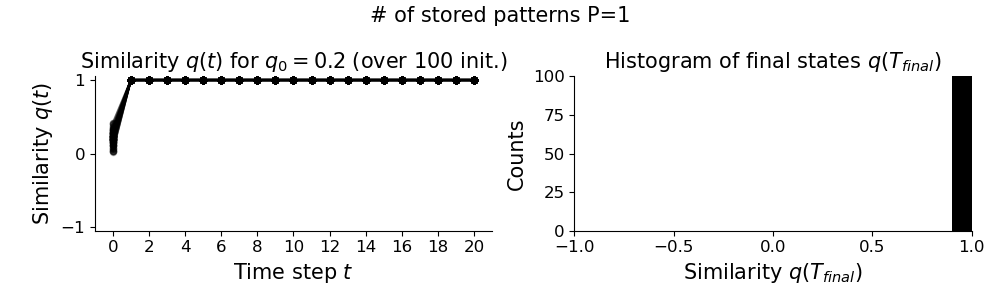 # of stored patterns P=1
Similarity q(t) for q₀ = 0.2 (over 100 init.)
1
0
−1
Similarity q(t)
0 2 4 6 8 10 12 14 16 18 20
Time step t
Histogram of final states q(T_final)
100
75
50
25
0
Counts
−1.0 −0.5 0.0 0.5 1.0
Similarity q(T_final)